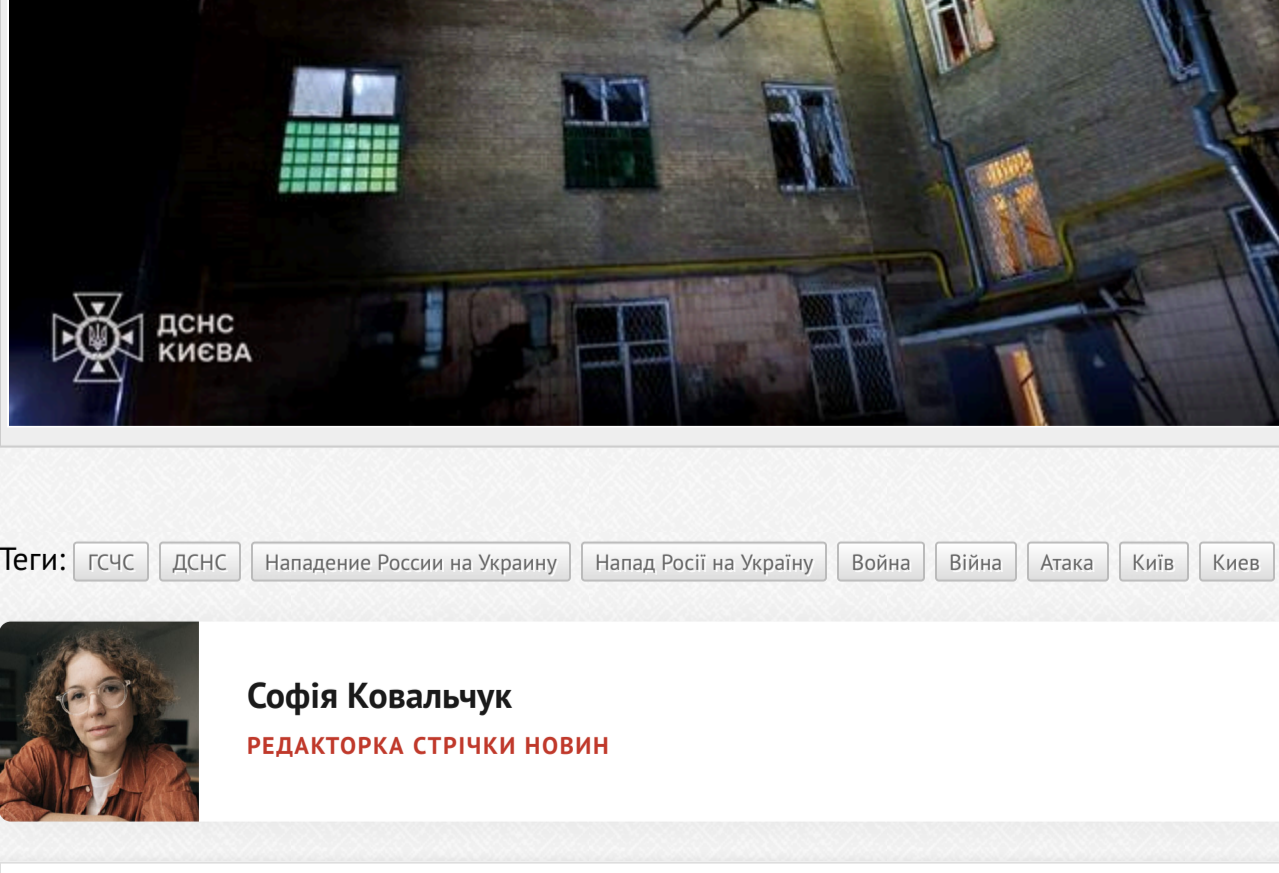 ДСНС
КИЄВА
Теги: ГСЧС ДСНС Нападение России на Украину Напад Росії на Україну Война Війна Атака Київ Киев
Софія Ковальчук
РЕДАКТОРКА СТРІЧКИ НОВИН